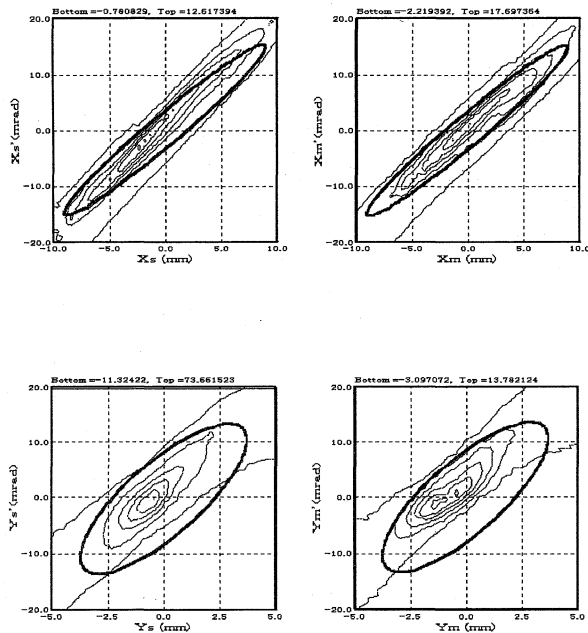 Bottom =-0.780829, Top =12.617394
20.0
10.0
0.0
-10.0
-20.0
Xs'(mrad)
-10.0 -5.0 0.0 5.0 10.0
Xs (mm)
Bottom =-2.219392, Top =17.697364
20.0
10.0
0.0
-10.0
-20.0
Xm'(mrad)
-10.0 -5.0 0.0 5.0 10.0
Xm (mm)
Bottom =-11.32422, Top =73.661523
20.0
10.0
0.0
-10.0
-20.0
Ys'(mrad)
-5.0 -2.5 0.0 2.5 5.0
Ys (mm)
Bottom =-3.097072, Top =13.782124
20.0
10.0
0.0
-10.0
-20.0
Ym'(mrad)
-5.0 -2.5 0.0 2.5 5.0
Ym (mm)